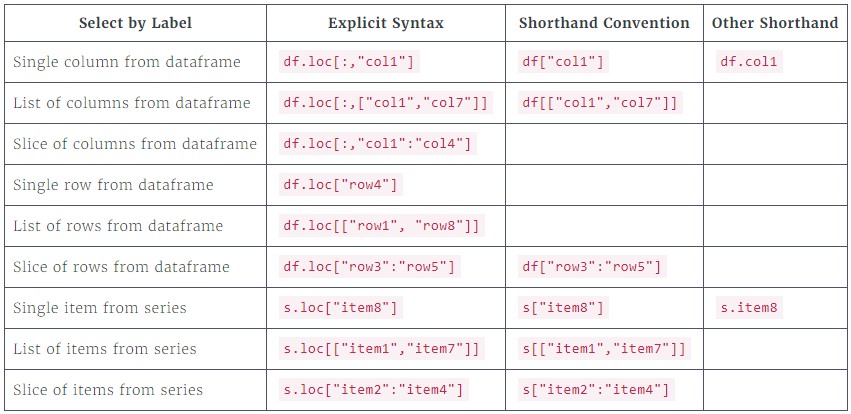 Select by Label Explicit Syntax Shorthand Convention Other Shorthand
Single column from dataframe df.loc[:,"col1"] df["col1"] df.col1
List of columns from dataframe df.loc[:,["col1","col7"]] df[["col1","col7"]]
Slice of columns from dataframe df.loc[:,"col1":"col4"]
Single row from dataframe df.loc["row4"]
List of rows from dataframe df.loc[["row1", "row8"]]
Slice of rows from dataframe df.loc["row3":"row5"] df["row3":"row5"]
Single item from series s.loc["item8"] s["item8"] s.item8
List of items from series s.loc[["item1","item7"]] s[["item1","item7"]]
Slice of items from series s.loc["item2":"item4"] s["item2":"item4"]